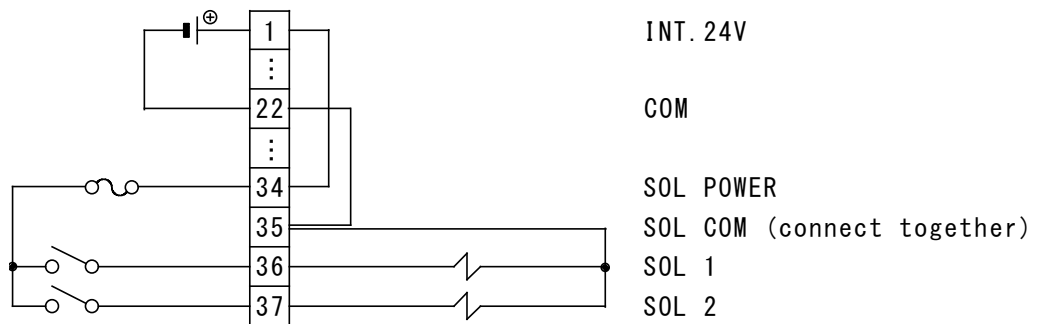 ⊕
1 INT.24V
⋮
22 COM
⋮
34 SOL POWER
35 SOL COM (connect together)
36 SOL 1
37 SOL 2